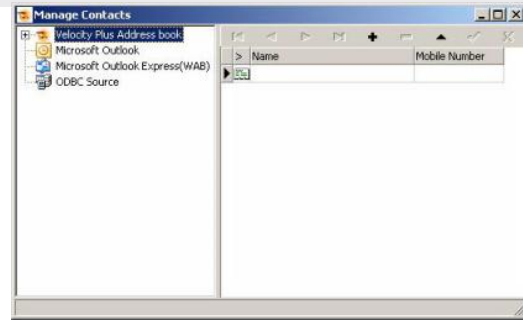 Manage Contacts
Velocity Plus Address book
Microsoft Outlook
Microsoft Outlook Express(WAB)
ODBC Source
> Name Mobile Number